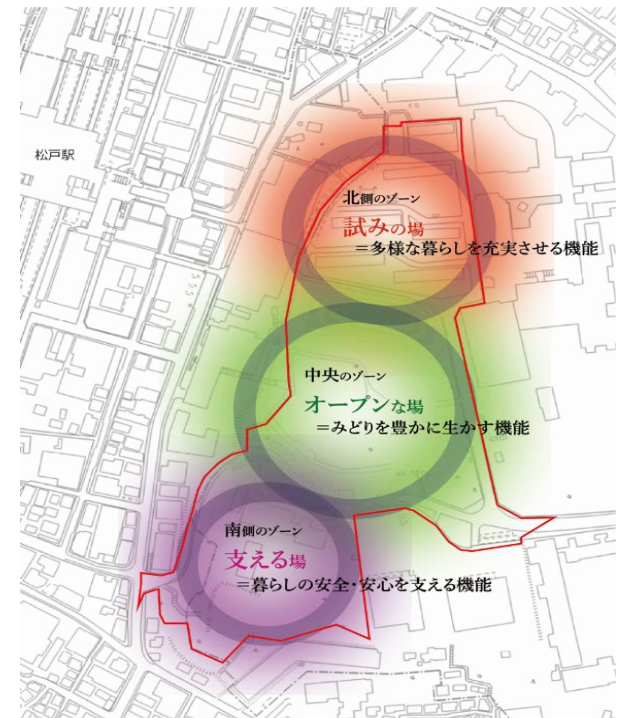 松戸駅
北側のゾーン
試みの場
＝多様な暮らしを充実させる機能
中央のゾーン
オープンな場
＝みどりを豊かに生かす機能
南側のゾーン
支える場
＝暮らしの安全・安心を支える機能